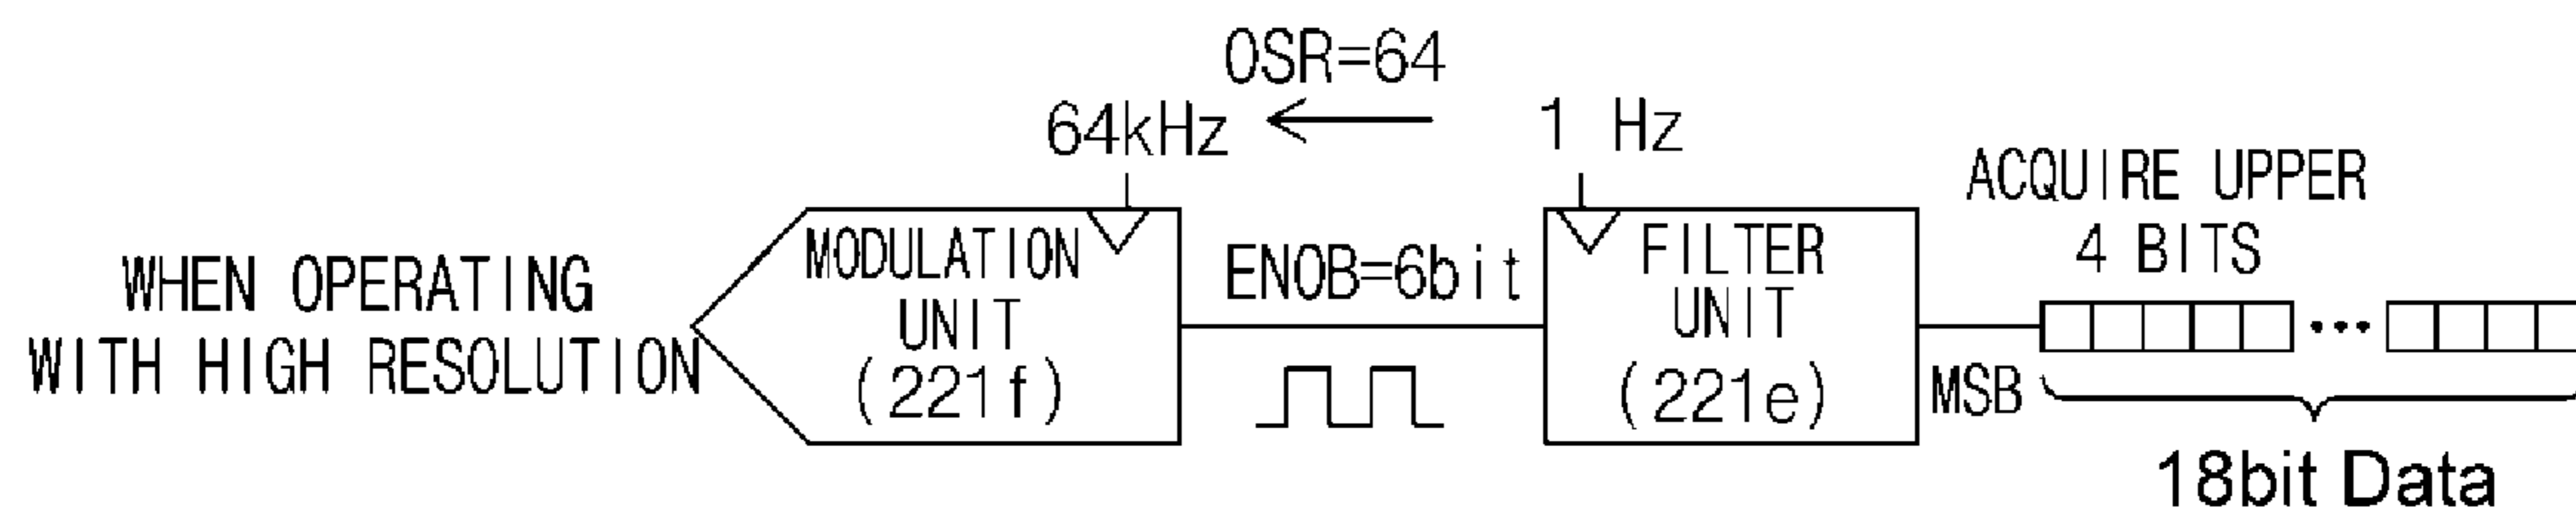 OSR=64
64kHz
1 Hz
ACQUIRE UPPER
4 BITS
WHEN OPERATING
WITH HIGH RESOLUTION
MODULATION
UNIT
(221f)
ENOB=6bit
FILTER
UNIT
(221e)
MSB
18bit Data